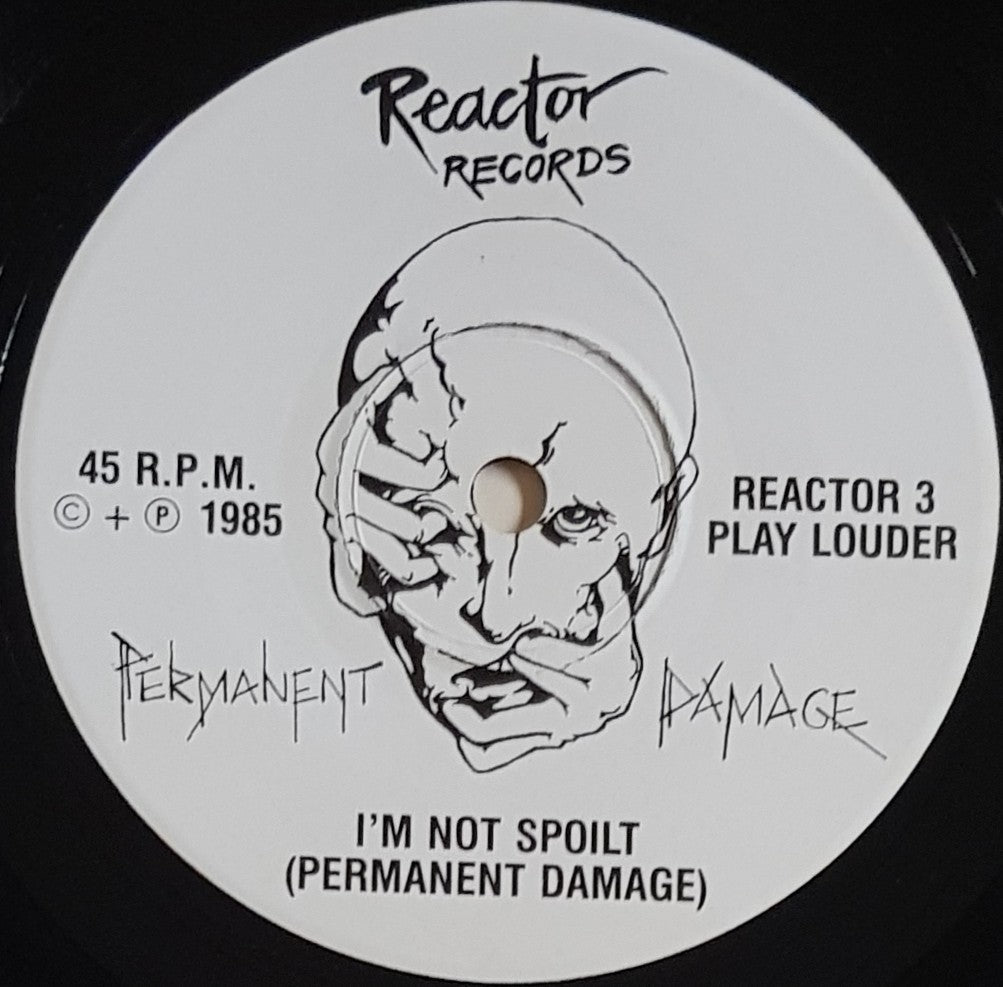 Reactor
RECORDS
45 R.P.M.
© + ℗ 1985
REACTOR 3
PLAY LOUDER
PERMANENT DAMAGE
I'M NOT SPOILT
(PERMANENT DAMAGE)